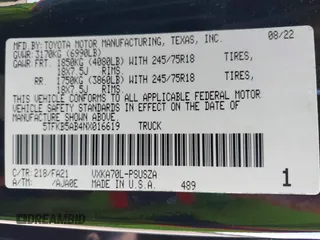 MFD.BY:TOYOTA MOTOR MANUFACTURING, TEXAS, INC. 08/22
GVWR 3170KG (6990LB)
GAWR FRT. 1850KG (4080LB) WITH 245/75R18 TIRES,
18X7.5J RIMS.
RR 1750KG (3860LB) WITH 245/75R18 TIRES,
18X7.5J RIMS.
THIS VEHICLE CONFORMS TO ALL APPLICABLE FEDERAL MOTOR
VEHICLE SAFETY STANDARDS IN EFFECT ON THE DATE OF
MANUFACTURE SHOWN ABOVE.
5TFKB5AB4NX016619 TRUCK
C/TR:218/FA21 VXKA70L-PSUSZA
A/TM: /AJA0E MADE IN U.S.A. 489 1